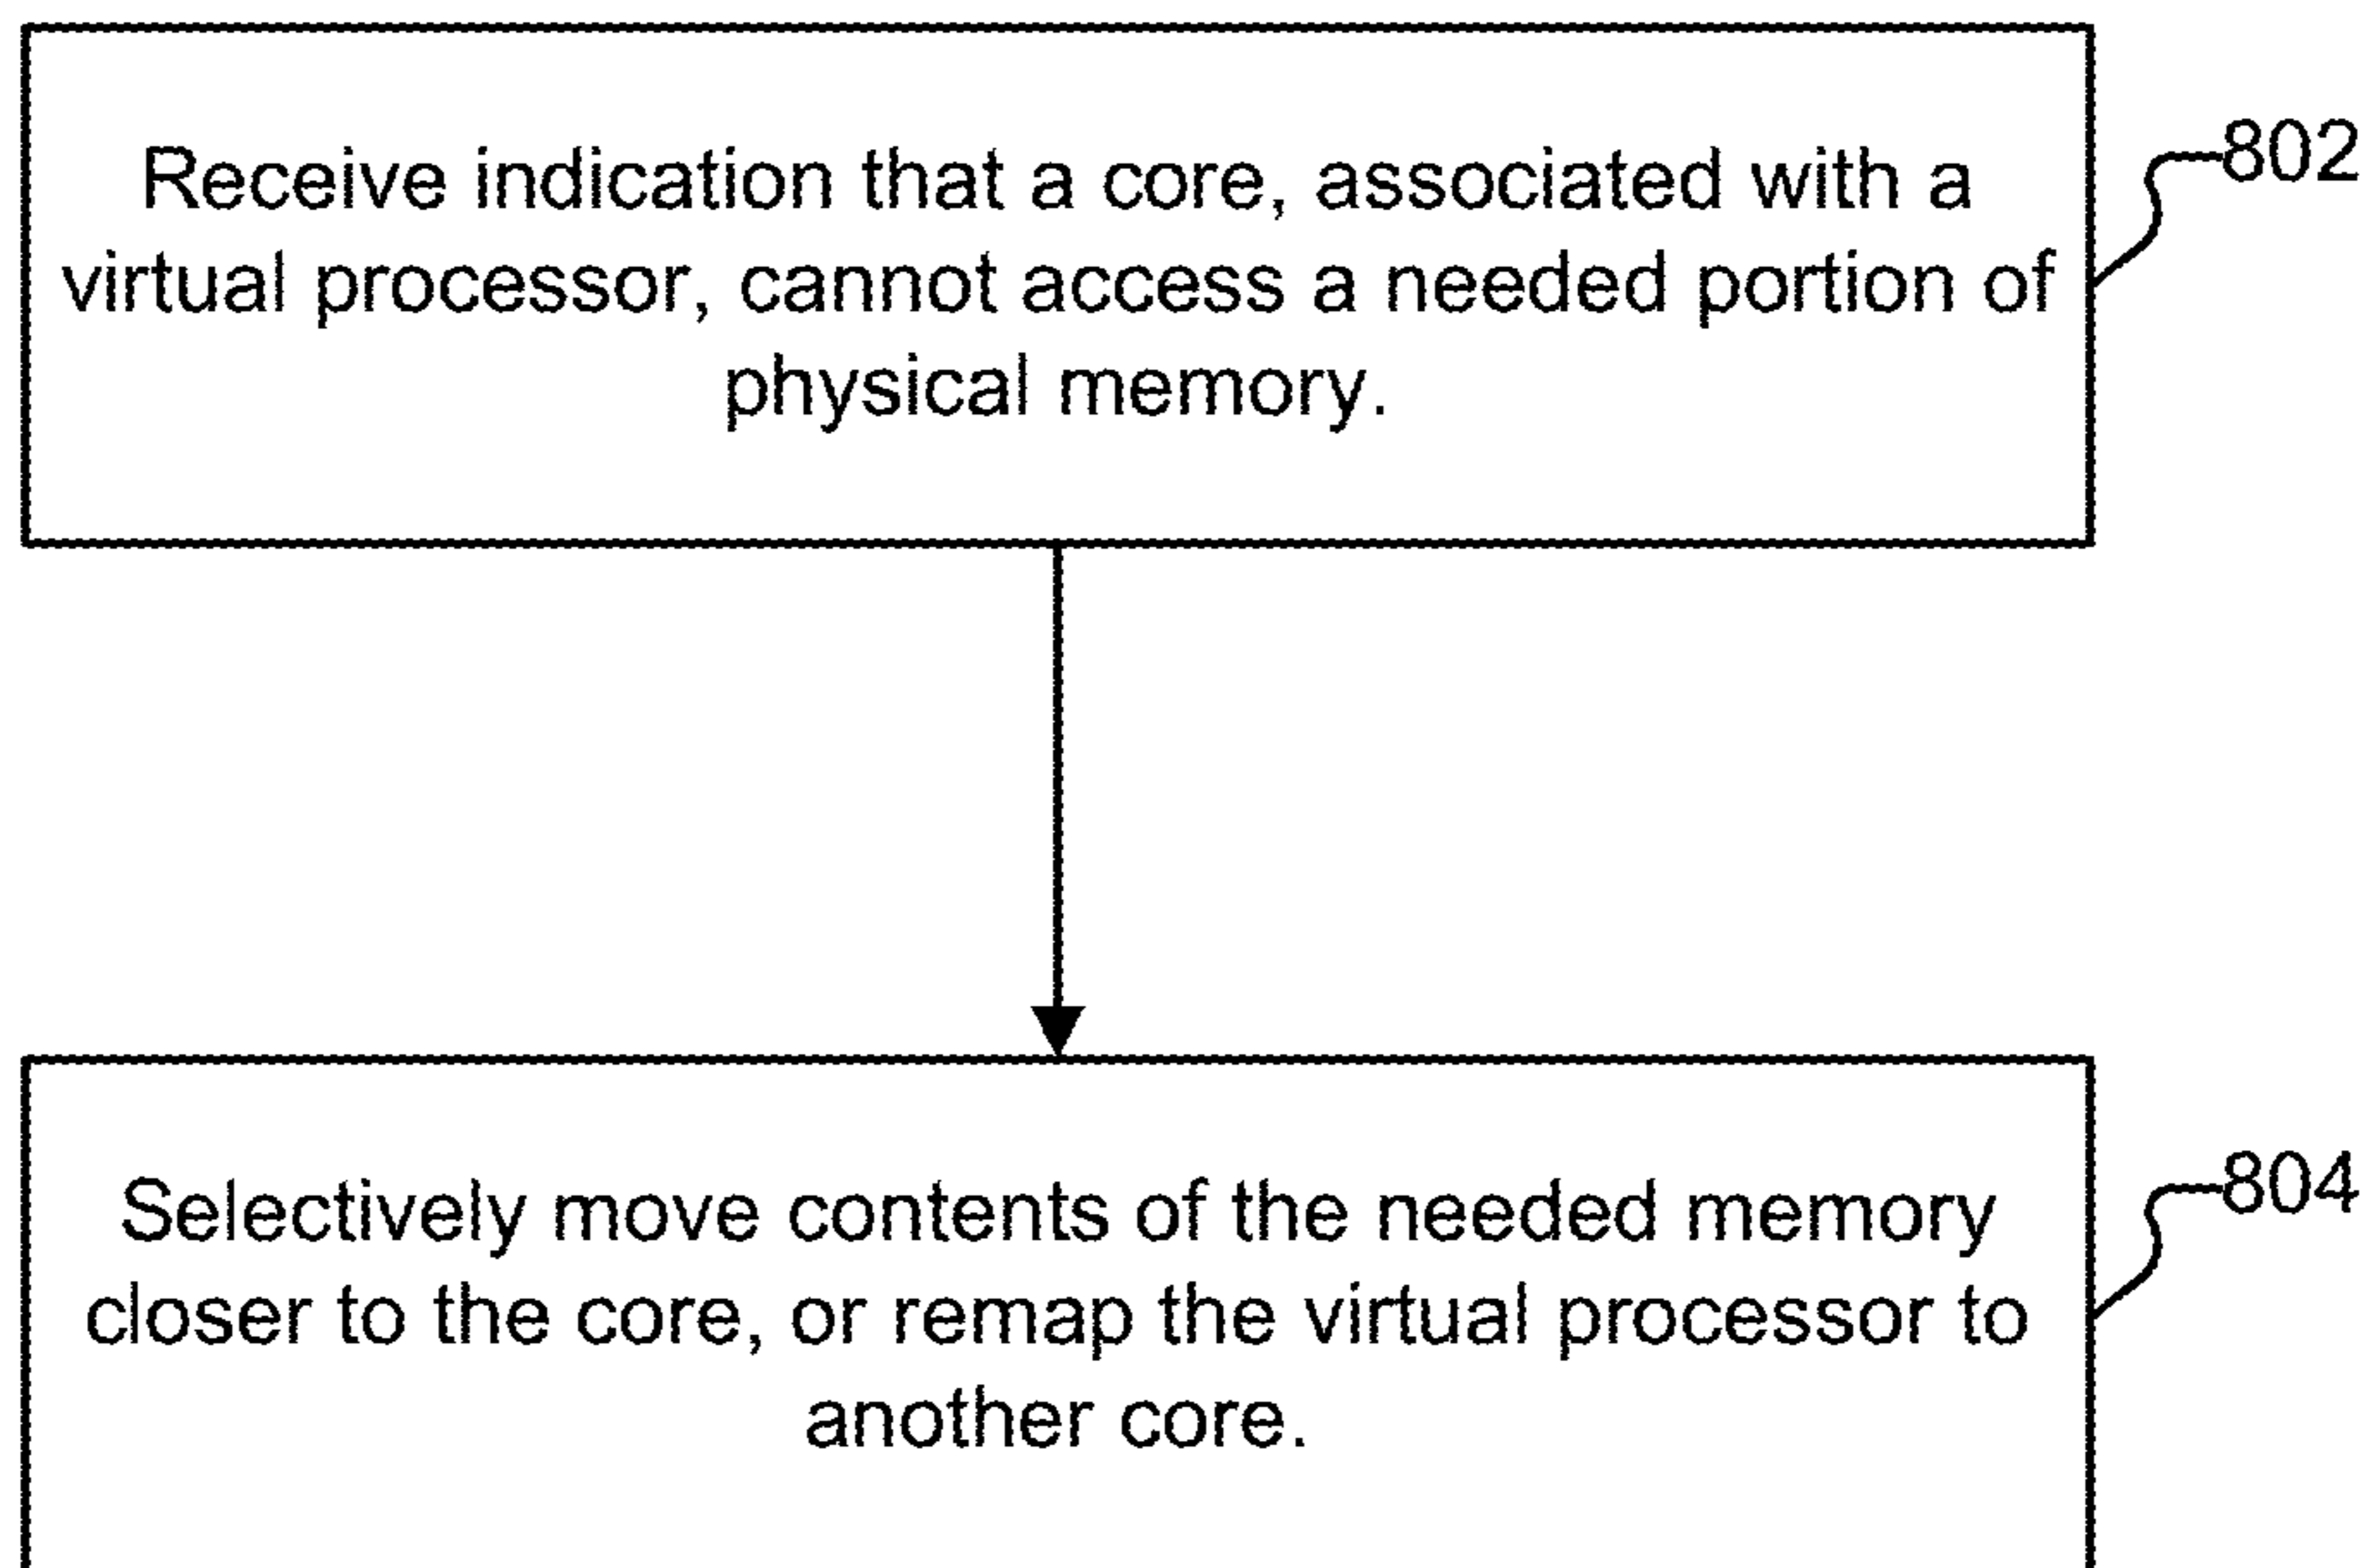 Receive indication that a core, associated with a
virtual processor, cannot access a needed portion of
physical memory.
802
Selectively move contents of the needed memory
closer to the core, or remap the virtual processor to
another core.
804